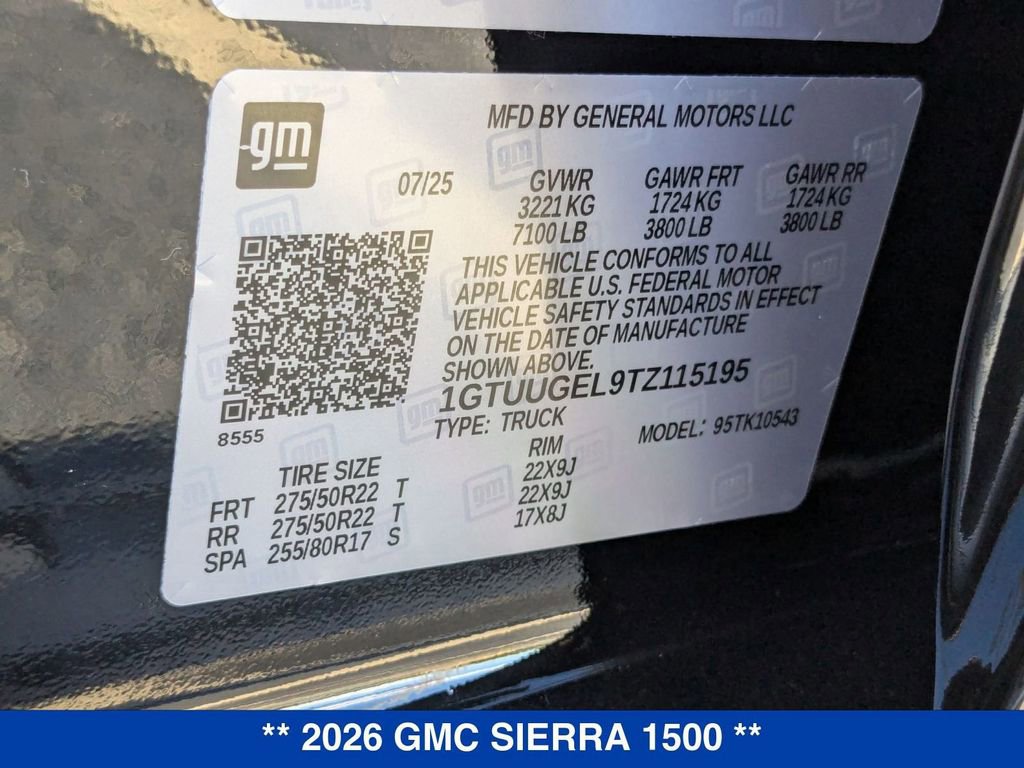 gm
MFD BY GENERAL MOTORS LLC
07/25
GVWR GAWR FRT GAWR RR
3221 KG 1724 KG 1724 KG
7100 LB 3800 LB 3800 LB
THIS VEHICLE CONFORMS TO ALL
APPLICABLE U.S. FEDERAL MOTOR
VEHICLE SAFETY STANDARDS IN EFFECT
ON THE DATE OF MANUFACTURE
SHOWN ABOVE.
1GTUUGEL9TZ115195
8555
TYPE: TRUCK MODEL: 95TK10543
TIRE SIZE RIM
FRT 275/50R22 T 22X9J
RR 275/50R22 T 22X9J
SPA 255/80R17 S 17X8J
** 2026 GMC SIERRA 1500 **